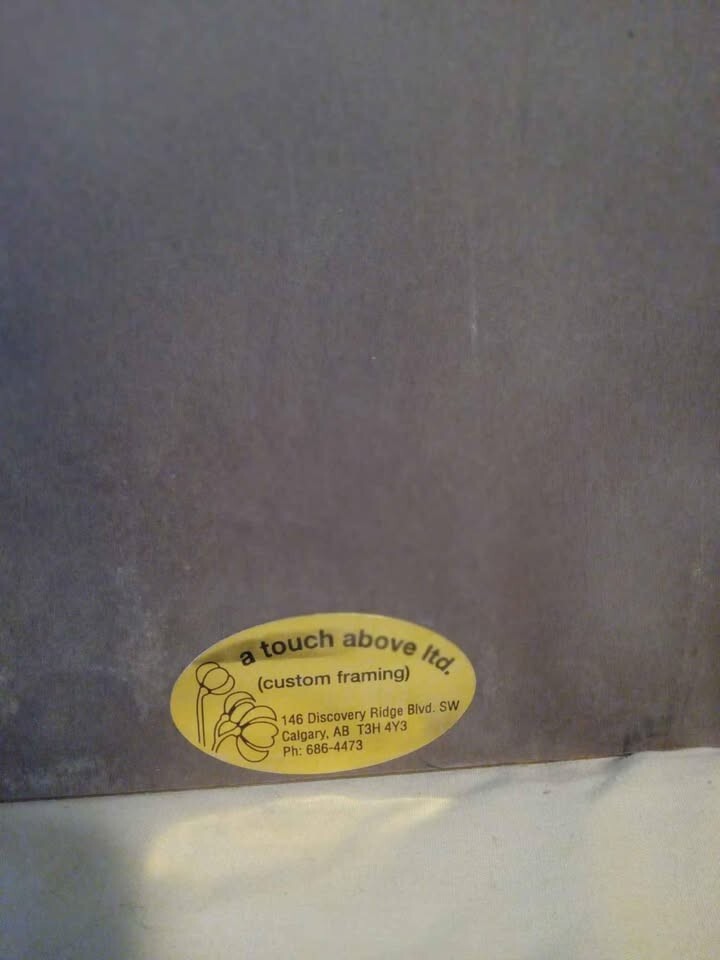 a touch above ltd.
(custom framing)
146 Discovery Ridge Blvd. SW
Calgary, AB T3H 4Y3
Ph: 686-4473